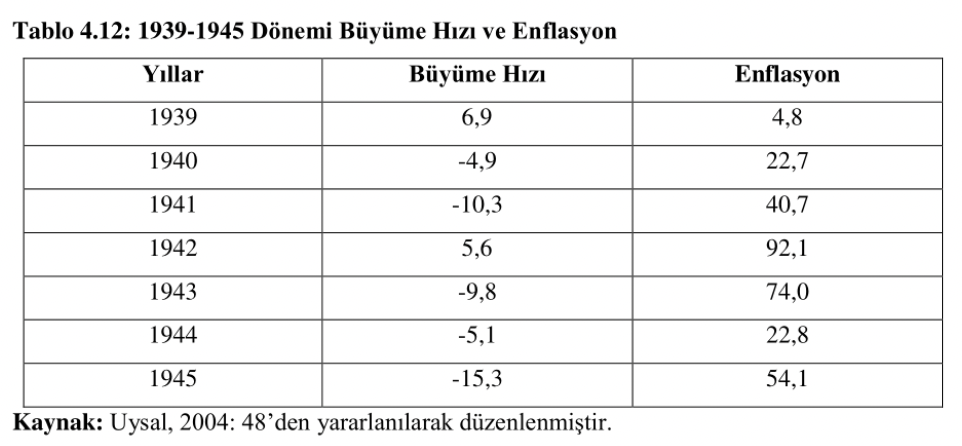 Tablo 4.12: 1939-1945 Dönemi Büyüme Hızı ve Enflasyon
Yıllar Büyüme Hızı Enflasyon
1939 6,9 4,8
1940 -4,9 22,7
1941 -10,3 40,7
1942 5,6 92,1
1943 -9,8 74,0
1944 -5,1 22,8
1945 -15,3 54,1
Kaynak: Uysal, 2004: 48’den yararlanılarak düzenlenmiştir.